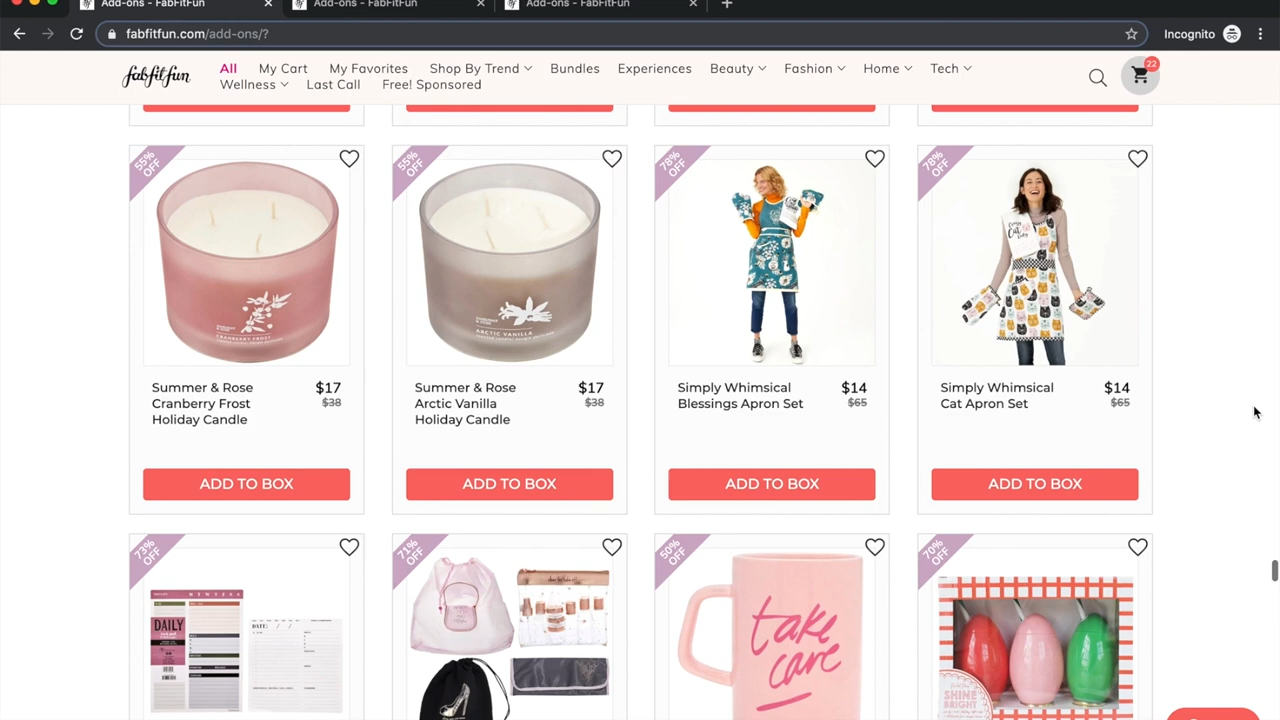 Add-ons - FabFitFun
Add-ons - FabFitFun
Add-ons - FabFitFun
fabfitfun.com/add-ons/?
Incognito
fabfitfun
All My Cart My Favorites Shop By Trend Bundles Experiences Beauty Fashion Home Tech
Wellness Last Call Free! Sponsored
22
55% OFF
55% OFF
78% OFF
78% OFF
CRANBERRY FROST
ARCTIC VANILLA
Summer & Rose
Cranberry Frost
Holiday Candle
$17
$38
Summer & Rose
Arctic Vanilla
Holiday Candle
$17
$38
Simply Whimsical
Blessings Apron Set
$14
$65
Simply Whimsical
Cat Apron Set
$14
$65
ADD TO BOX
ADD TO BOX
ADD TO BOX
ADD TO BOX
73% OFF
71% OFF
50% OFF
70% OFF
DAILY
take
care
SHINE
BRIGHT